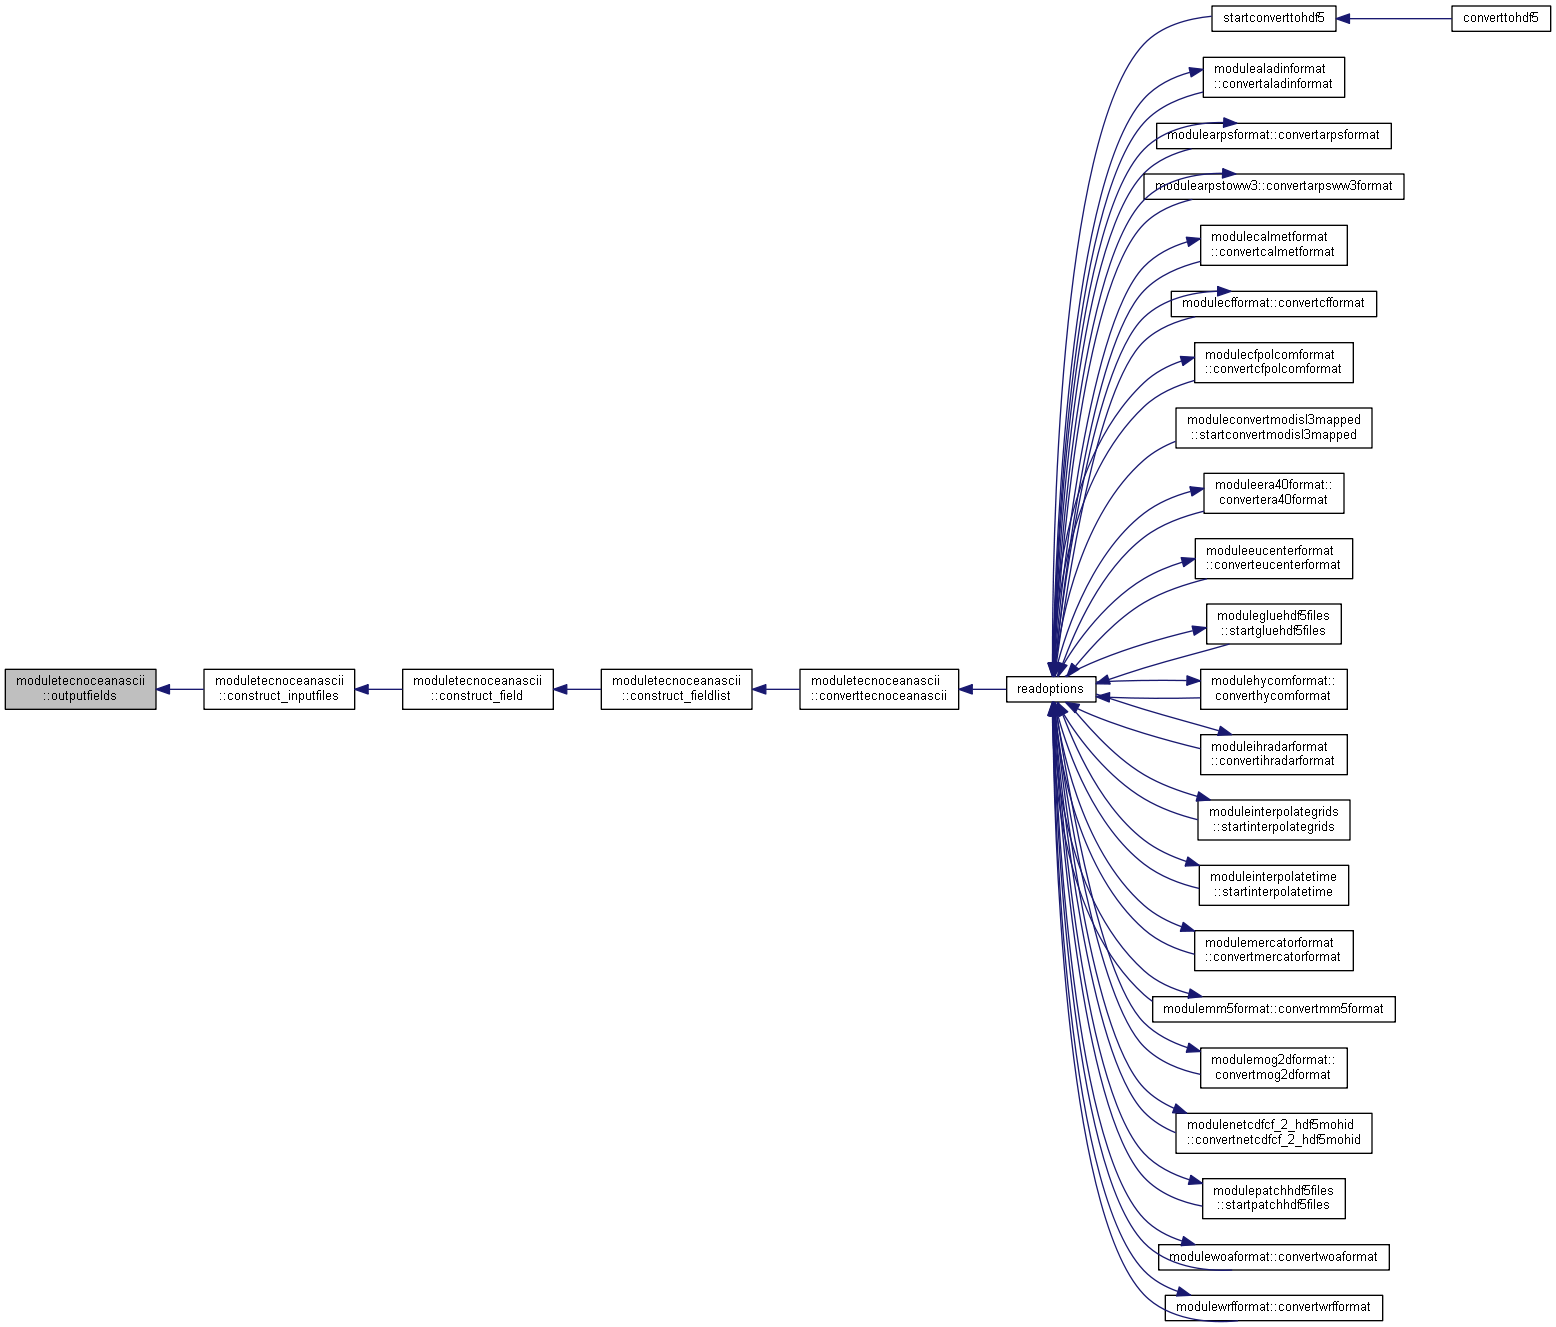 startconverttohdf5
converttohdf5
modulealadinformat
::convertaladinformat
modulearpsformat::convertarpsformat
modulearpstoww3::convertarpsww3format
modulecalmetformat
::convertcalmetformat
modulecfformat::convertcfformat
modulecfpolcomformat
::convertcfpolcomformat
moduleconvertmodisl3mapped
::startconvertmodisl3mapped
moduleera40format::
convertera40format
moduleeucenterformat
::converteucenterformat
modulegluehdf5files
::startgluehdf5files
moduletecnoceanascii
::outputfields
moduletecnoceanascii
::construct_inputfiles
moduletecnoceanascii
::construct_field
moduletecnoceanascii
::construct_fieldlist
moduletecnoceanascii
::converttecnoceanascii
readoptions
modulehycomformat::
converthycomformat
moduleihradarformat
::convertihradarformat
moduleinterpolategrids
::startinterpolategrids
moduleinterpolatetime
::startinterpolatetime
modulemercatorformat
::convertmercatorformat
modulemm5format::convertmm5format
modulemog2dformat::
convertmog2dformat
modulenetcdfcf_2_hdf5mohid
::convertnetcdfcf_2_hdf5mohid
modulepatchhdf5files
::startpatchhdf5files
modulewoaformat::convertwoaformat
modulewrfformat::convertwrfformat